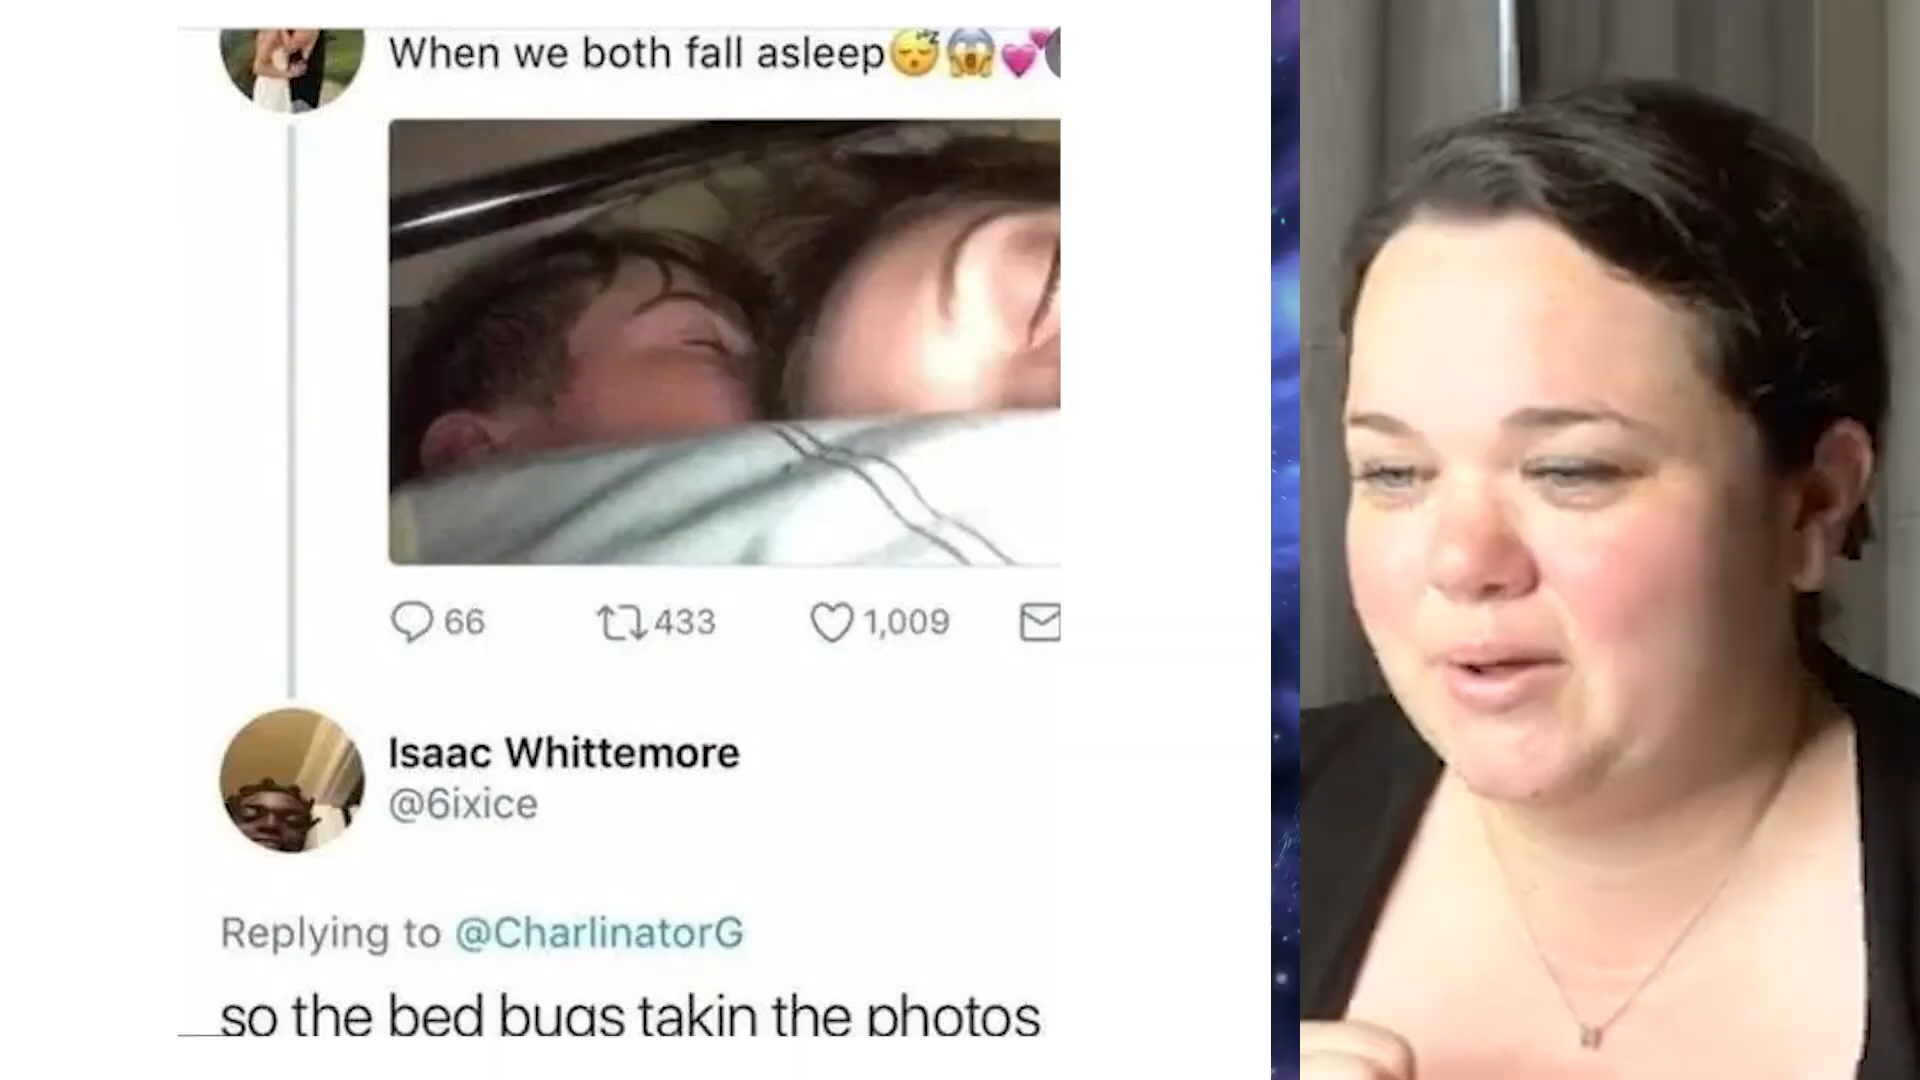 When we both fall asleep😴😱💕
66 433 1,009
Isaac Whittemore
@6ixice
Replying to @CharlinatorG
so the bed bugs takin the photos